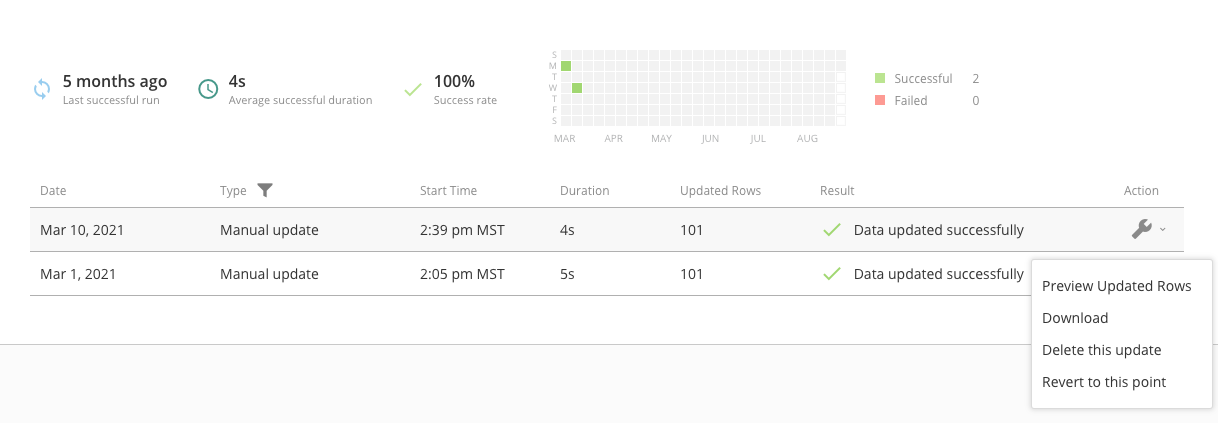 5 months ago
Last successful run
4s
Average successful duration
100%
Success rate
S
M
T
W
T
F
S
MAR APR MAY JUN JUL AUG
Successful 2
Failed 0
Date Type Start Time Duration Updated Rows Result Action
Mar 10, 2021 Manual update 2:39 pm MST 4s 101 Data updated successfully
Mar 1, 2021 Manual update 2:05 pm MST 5s 101 Data updated successfully
Preview Updated Rows
Download
Delete this update
Revert to this point